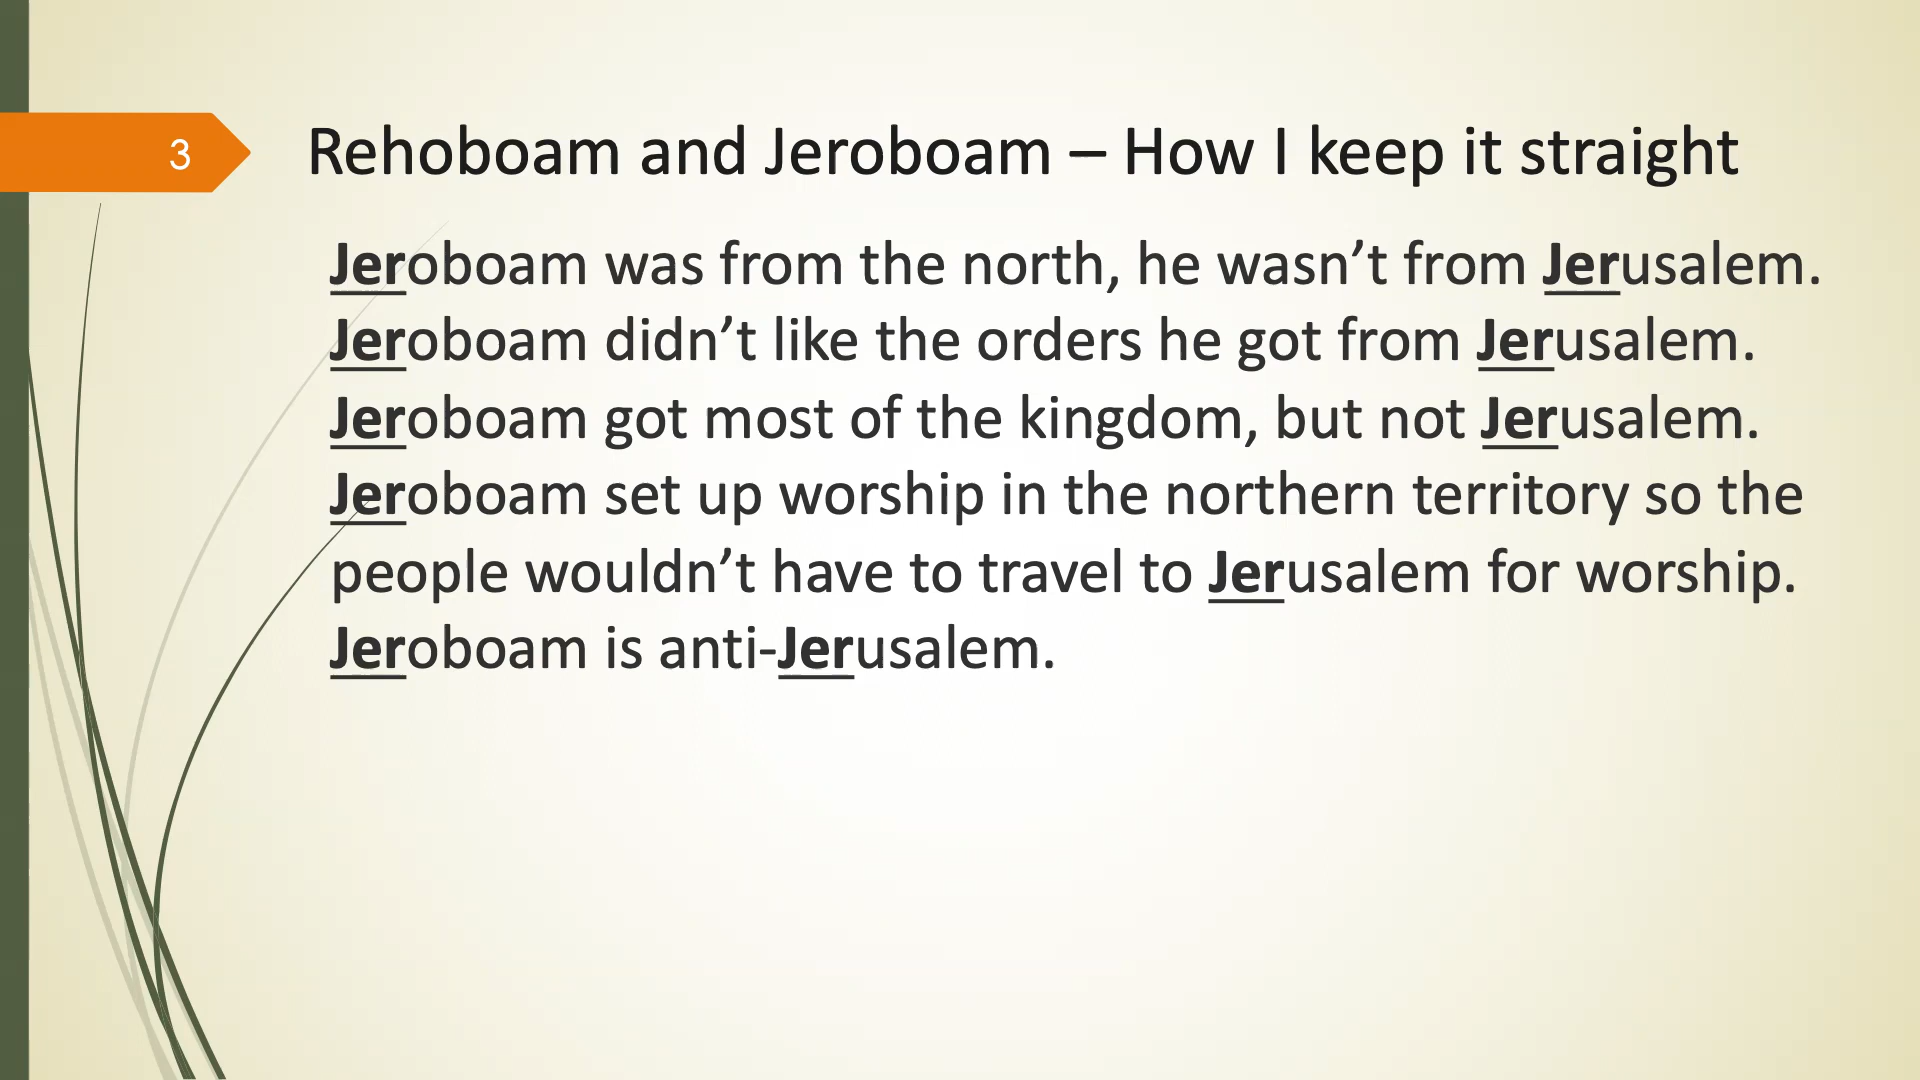 3
Rehoboam and Jeroboam – How I keep it straight
Jeroboam was from the north, he wasn’t from Jerusalem.
Jeroboam didn’t like the orders he got from Jerusalem.
Jeroboam got most of the kingdom, but not Jerusalem.
Jeroboam set up worship in the northern territory so the
people wouldn’t have to travel to Jerusalem for worship.
Jeroboam is anti-Jerusalem.